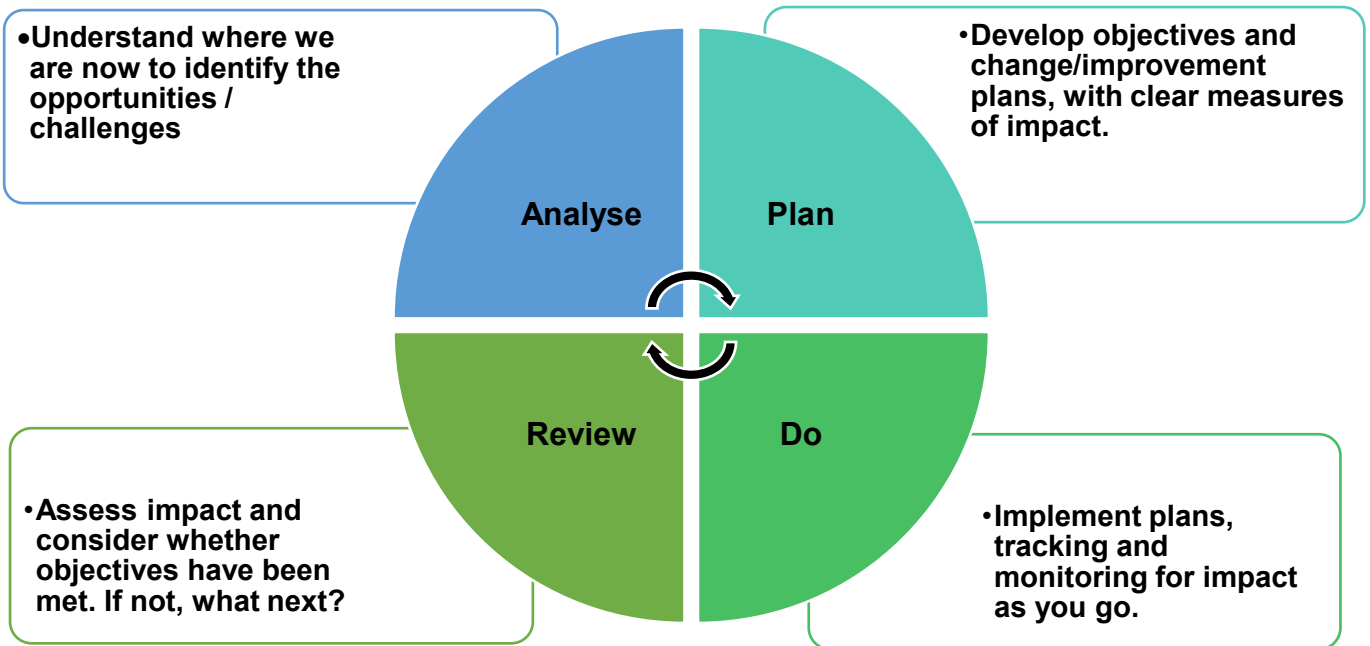 •Understand where we
are now to identify the
opportunities /
challenges
•Develop objectives and
change/improvement
plans, with clear measures
of impact.
Analyse
Plan
Review
Do
•Assess impact and
consider whether
objectives have been
met. If not, what next?
•Implement plans,
tracking and
monitoring for impact
as you go.